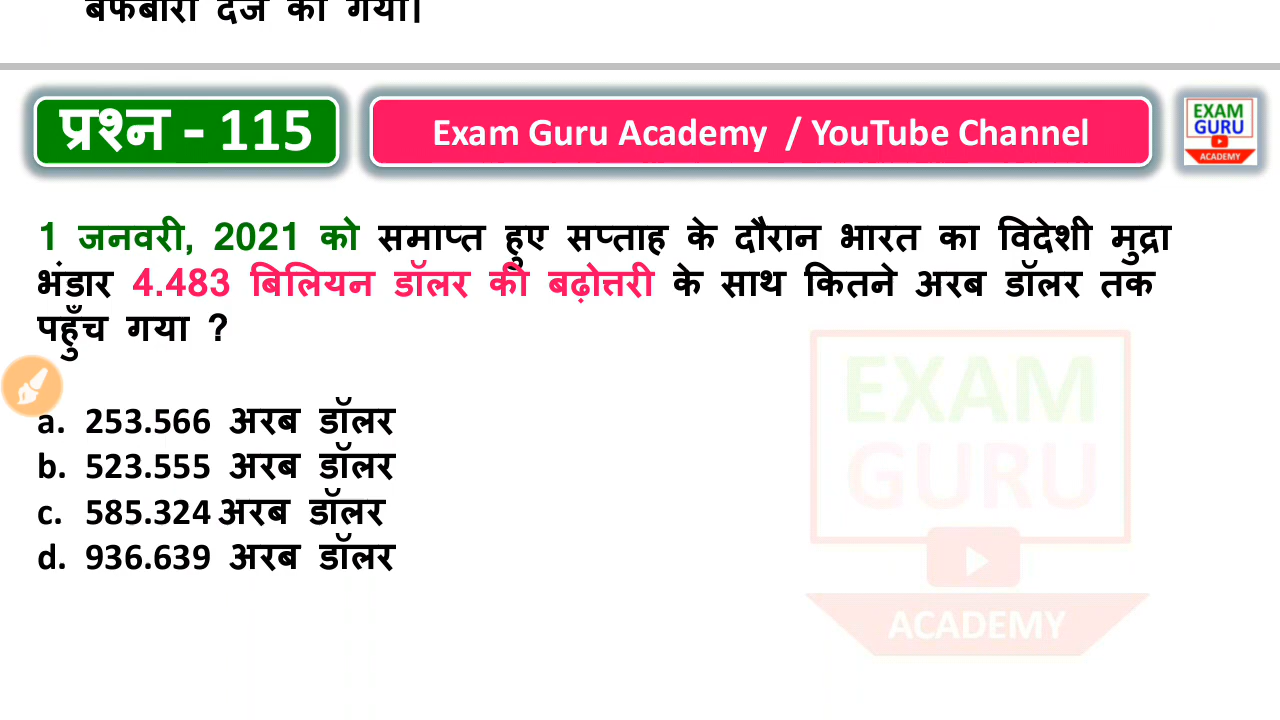 बर्फबारी दर्ज की गयी।
प्रश्न - 115
Exam Guru Academy / YouTube Channel
EXAM
GURU
ACADEMY
1 जनवरी, 2021 को समाप्त हुए सप्ताह के दौरान भारत का विदेशी मुद्रा
भंडार 4.483 बिलियन डॉलर की बढ़ोत्तरी के साथ कितने अरब डॉलर तक
पहुँच गया ?
a. 253.566 अरब डॉलर
b. 523.555 अरब डॉलर
c. 585.324 अरब डॉलर
d. 936.639 अरब डॉलर
EXAM
GURU
ACADEMY